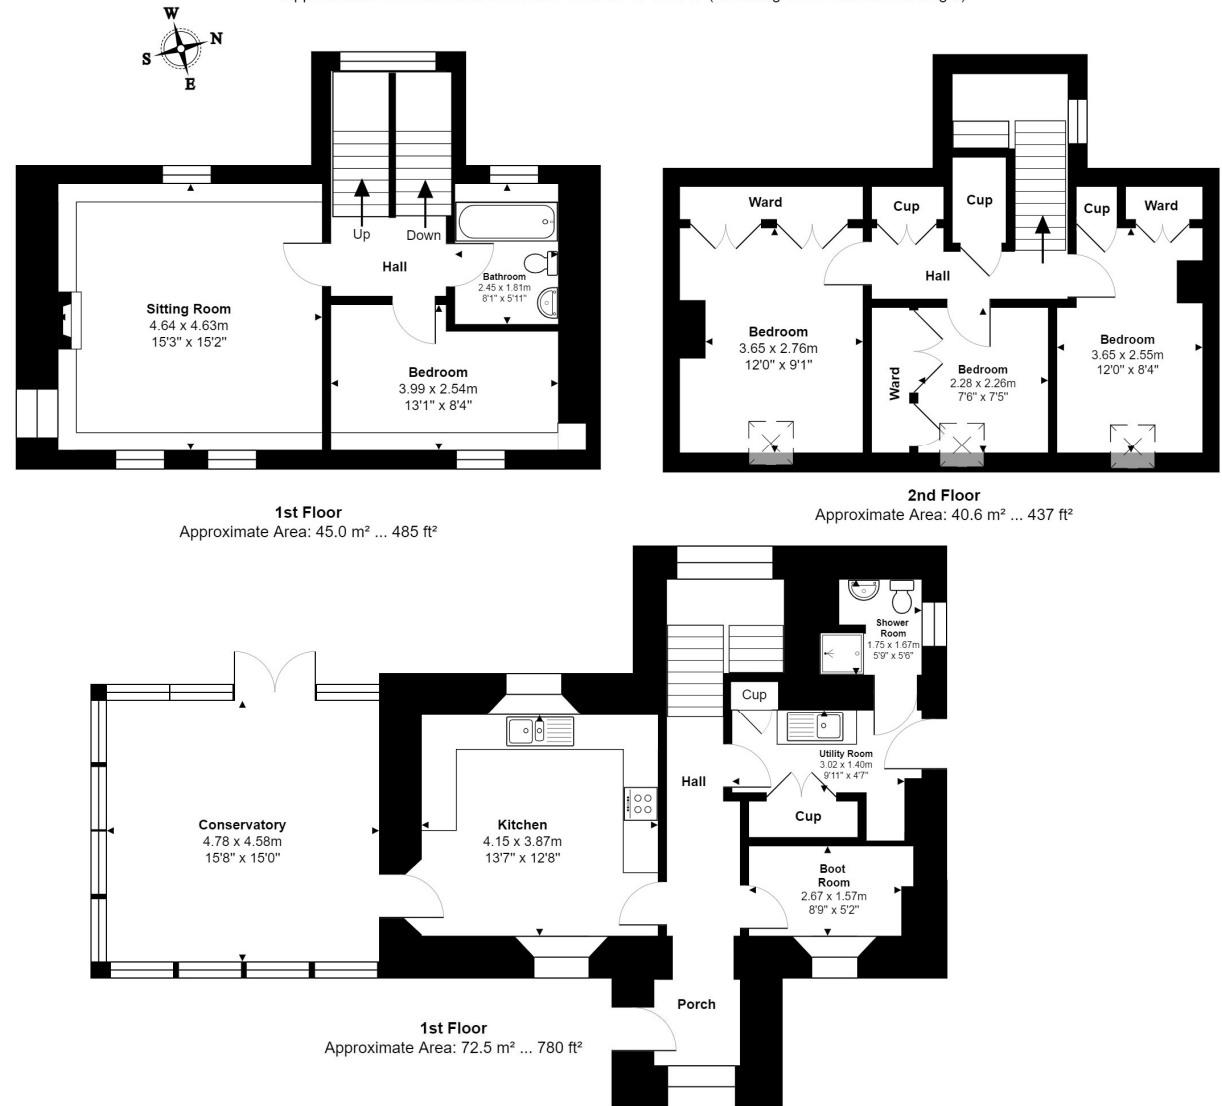 W
N
S
E
Up
Down
Hall
Bathroom
2.45 x 1.81m
8'1" x 5'11"
Sitting Room
4.64 x 4.63m
15'3" x 15'2"
Bedroom
3.99 x 2.54m
13'1" x 8'4"
1st Floor
Approximate Area: 45.0 m² ... 485 ft²
Ward
Cup
Cup
Cup
Ward
Hall
Bedroom
3.65 x 2.76m
12'0" x 9'1"
Ward
Bedroom
2.28 x 2.26m
7'6" x 7'5"
Bedroom
3.65 x 2.55m
12'0" x 8'4"
2nd Floor
Approximate Area: 40.6 m² ... 437 ft²
Shower
Room
1.75 x 1.67m
5'9" x 5'6"
Cup
Utility Room
3.02 x 1.40m
9'11" x 4'7"
Hall
Cup
Conservatory
4.78 x 4.58m
15'8" x 15'0"
Kitchen
4.15 x 3.87m
13'7" x 12'8"
Boot
Room
2.67 x 1.57m
8'9" x 5'2"
Porch
1st Floor
Approximate Area: 72.5 m² ... 780 ft²